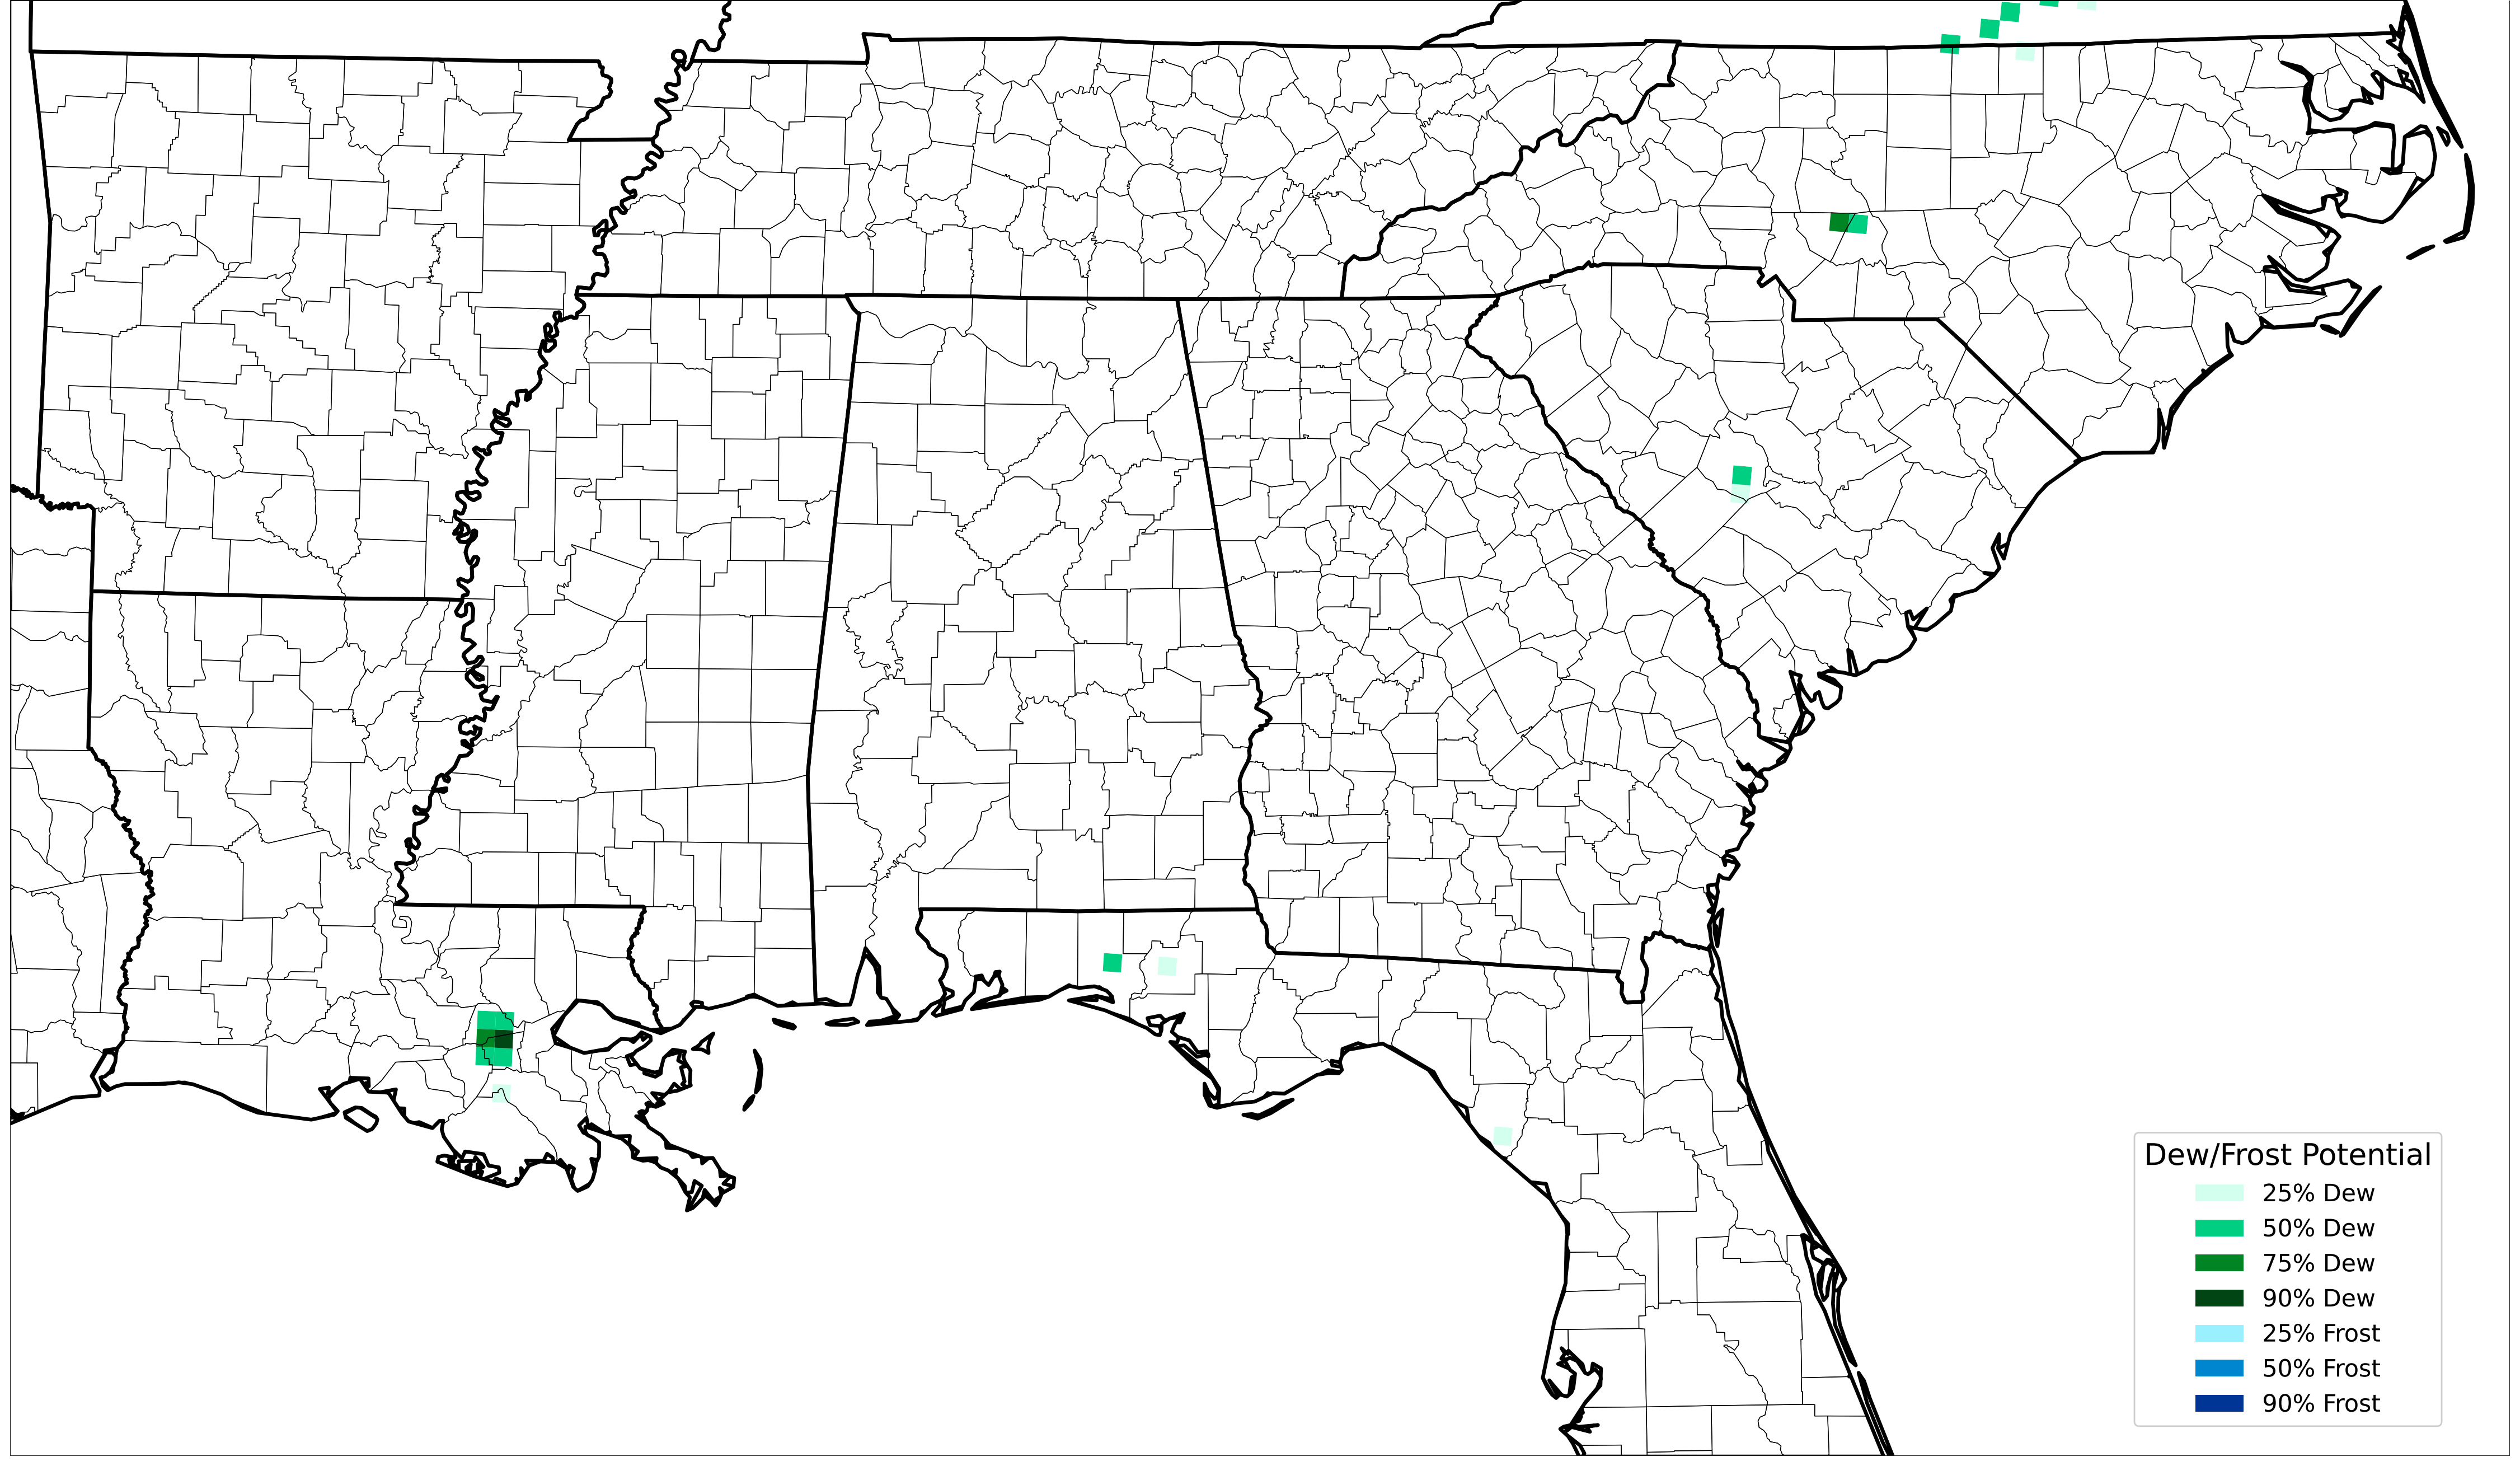 Dew/Frost Potential
25% Dew
50% Dew
75% Dew
90% Dew
25% Frost
50% Frost
90% Frost